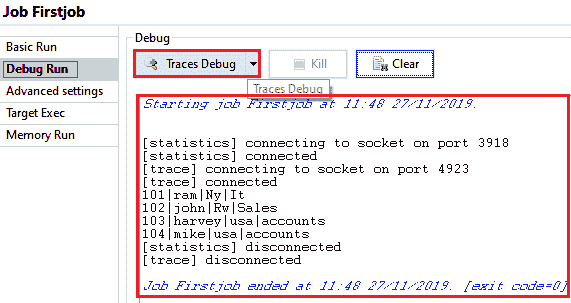 Job Firstjob
Basic Run
Debug Run
Advanced settings
Target Exec
Memory Run
Debug
Traces Debug
Kill
Clear
Traces Debug
Starting job Firstjob at 11:48 27/11/2019.
[statistics] connecting to socket on port 3918
[statistics] connected
[trace] connecting to socket on port 4923
[trace] connected
101|ram|Ny|It
102|john|Rw|Sales
103|harvey|usa|accounts
104|mike|usa|accounts
[statistics] disconnected
[trace] disconnected
Job Firstjob ended at 11:48 27/11/2019. [exit code=0]